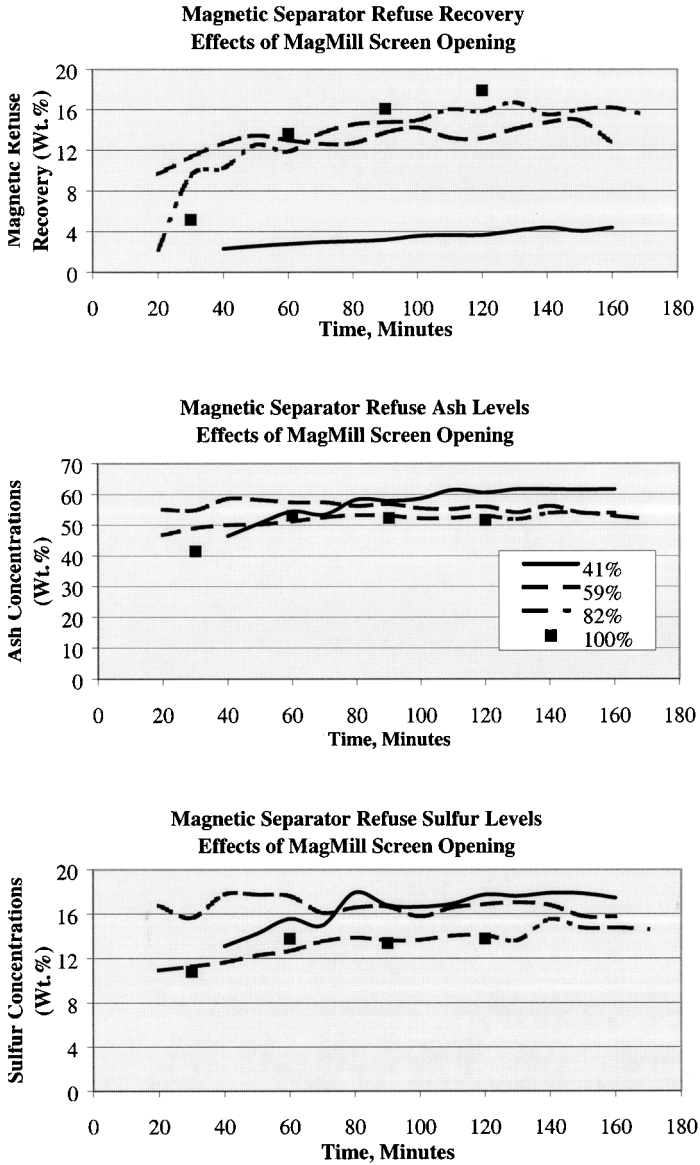 Magnetic Separator Refuse Recovery
Effects of MagMill Screen Opening
Magnetic Refuse
Recovery (Wt.%)
20
16
12
8
4
0
0 20 40 60 80 100 120 140 160 180
Time, Minutes
Magnetic Separator Refuse Ash Levels
Effects of MagMill Screen Opening
Ash Concentrations
(Wt.%)
70
60
50
40
30
20
10
0
41%
59%
82%
100%
0 20 40 60 80 100 120 140 160 180
Time, Minutes
Magnetic Separator Refuse Sulfur Levels
Effects of MagMill Screen Opening
Sulfur Concentrations
(Wt.%)
20
16
12
8
4
0
0 20 40 60 80 100 120 140 160 180
Time, Minutes